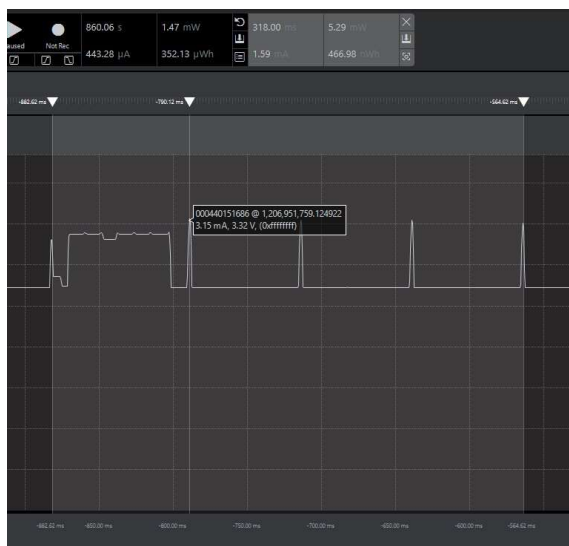 860.06 s 1.47 mW 318.00 ms 5.29 mW
aused Not Rec
443.28 µA 352.13 µWh 1.59 mA 466.98 nWh
-882.62 ms -790.12 ms -564.62 ms
000440151686 @ 1,206,951,759.124922
3.15 mA, 3.32 V, (0xffffffff)
-882.62 ms -850.00 ms -800.00 ms -750.00 ms -700.00 ms -650.00 ms -600.00 ms -564.62 ms